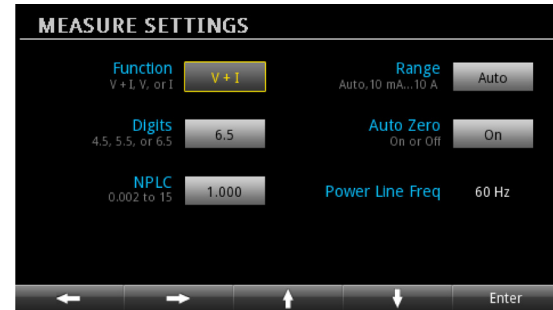 MEASURE SETTINGS
Function
V + I, V, or I
V + I
Range
Auto,10 mA...10 A
Auto
Digits
4.5, 5.5, or 6.5
6.5
Auto Zero
On or Off
On
NPLC
0.002 to 15
1.000
Power Line Freq
60 Hz
Enter